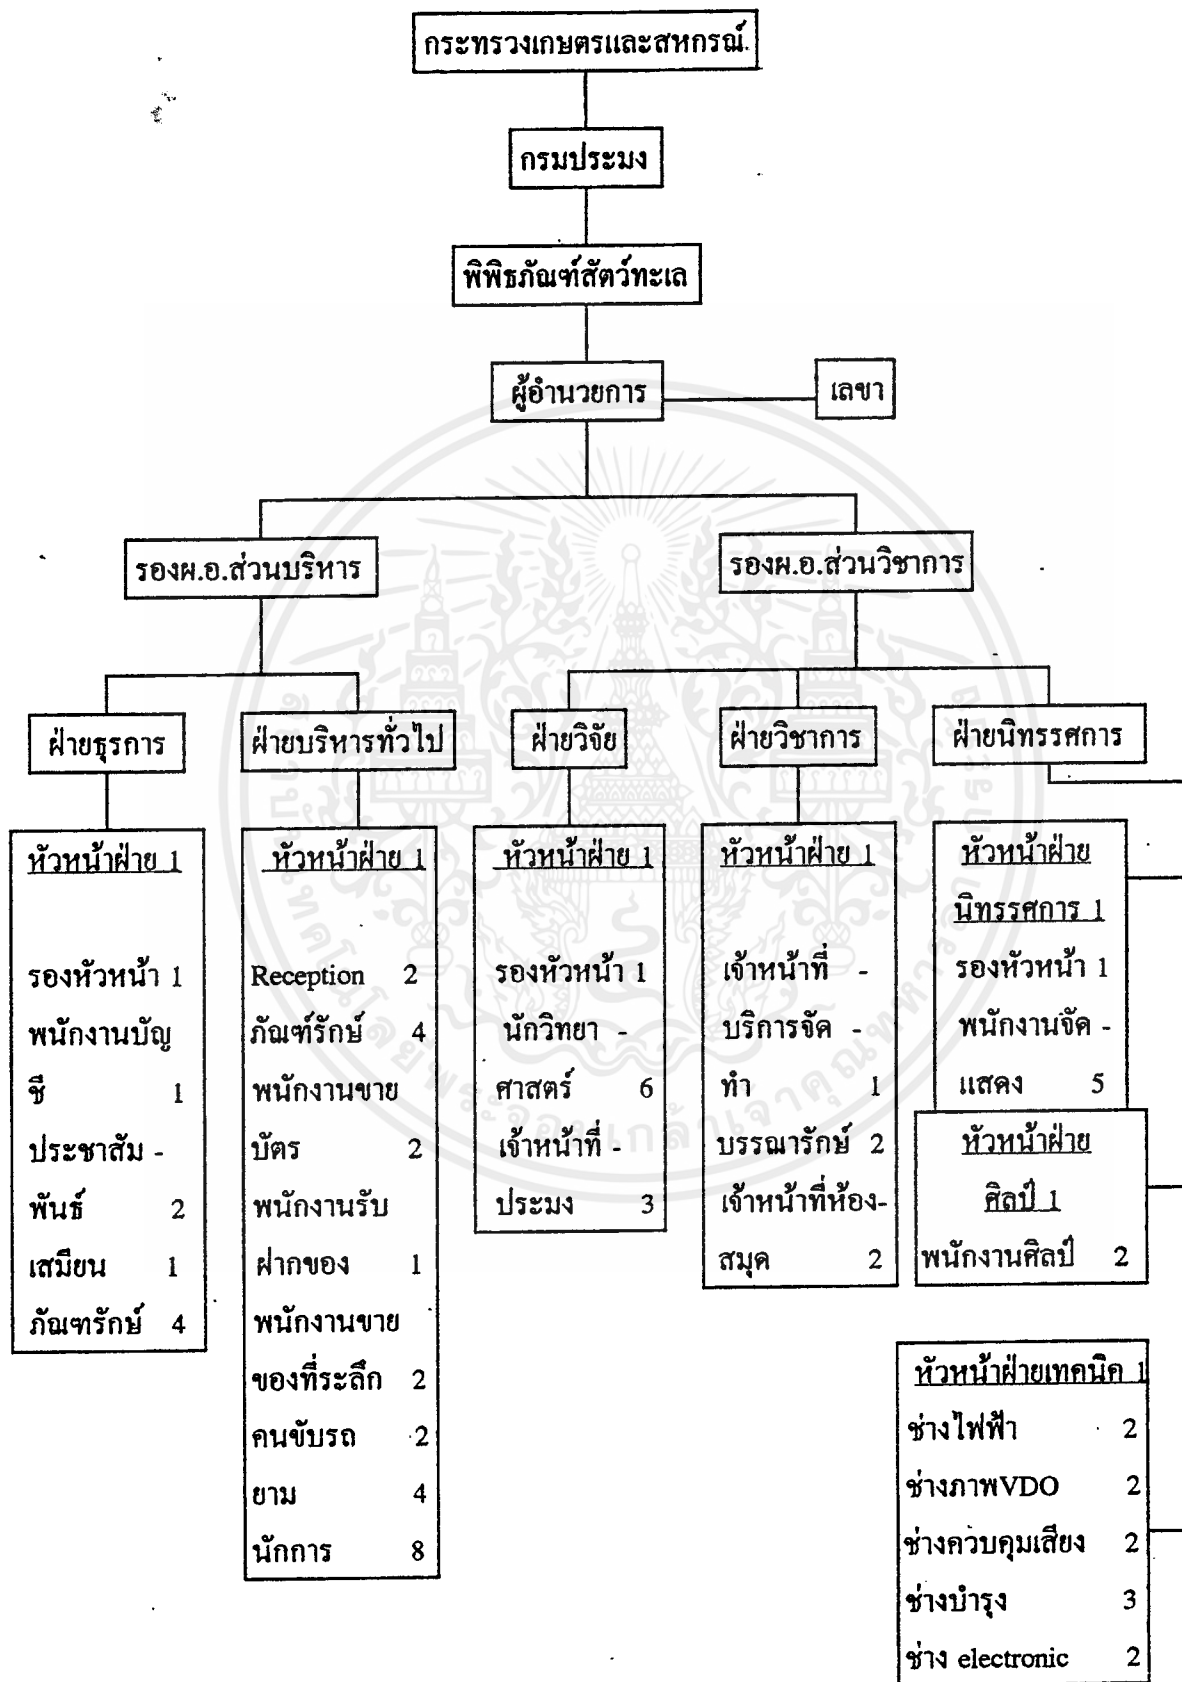 กระทรวงเกษตรและสหกรณ์.
กรมประมง
พิพิธภัณฑ์สัตว์ทะเล
ผู้อำนวยการ
เลขา
รองผ.อ.ส่วนบริหาร
รองผ.อ.ส่วนวิชาการ
ฝ่ายธุรการ
ฝ่ายบริหารทั่วไป
ฝ่ายวิจัย
ฝ่ายวิชาการ
ฝ่ายนิทรรศการ
หัวหน้าฝ่าย 1
รองหัวหน้า 1
พนักงานบัญ
ชี 1
ประชาสัม -
พันธ์ 2
เสมียน 1
ภัณฑรักษ์ 4
หัวหน้าฝ่าย 1
Reception 2
ภัณฑ์รักษ์ 4
พนักงานขาย
บัตร 2
พนักงานรับ
ฝากของ 1
พนักงานขาย
ของที่ระลึก 2
คนขับรถ 2
ยาม 4
นักการ 8
หัวหน้าฝ่าย 1
รองหัวหน้า 1
นักวิทยา -
ศาสตร์ 6
เจ้าหน้าที่ -
ประมง 3
หัวหน้าฝ่าย 1
เจ้าหน้าที่ -
บริการจัด -
ทำ 1
บรรณารักษ์ 2
เจ้าหน้าที่ห้อง-
สมุด 2
หัวหน้าฝ่าย
นิทรรศการ 1
รองหัวหน้า 1
พนักงานจัด -
แสดง 5
หัวหน้าฝ่าย
ศิลป์ 1
พนักงานศิลป์ 2
หัวหน้าฝ่ายเทคนิค 1
ช่างไฟฟ้า 2
ช่างภาพVDO 2
ช่างควบคุมเสียง 2
ช่างบำรุง 3
ช่าง electronic 2